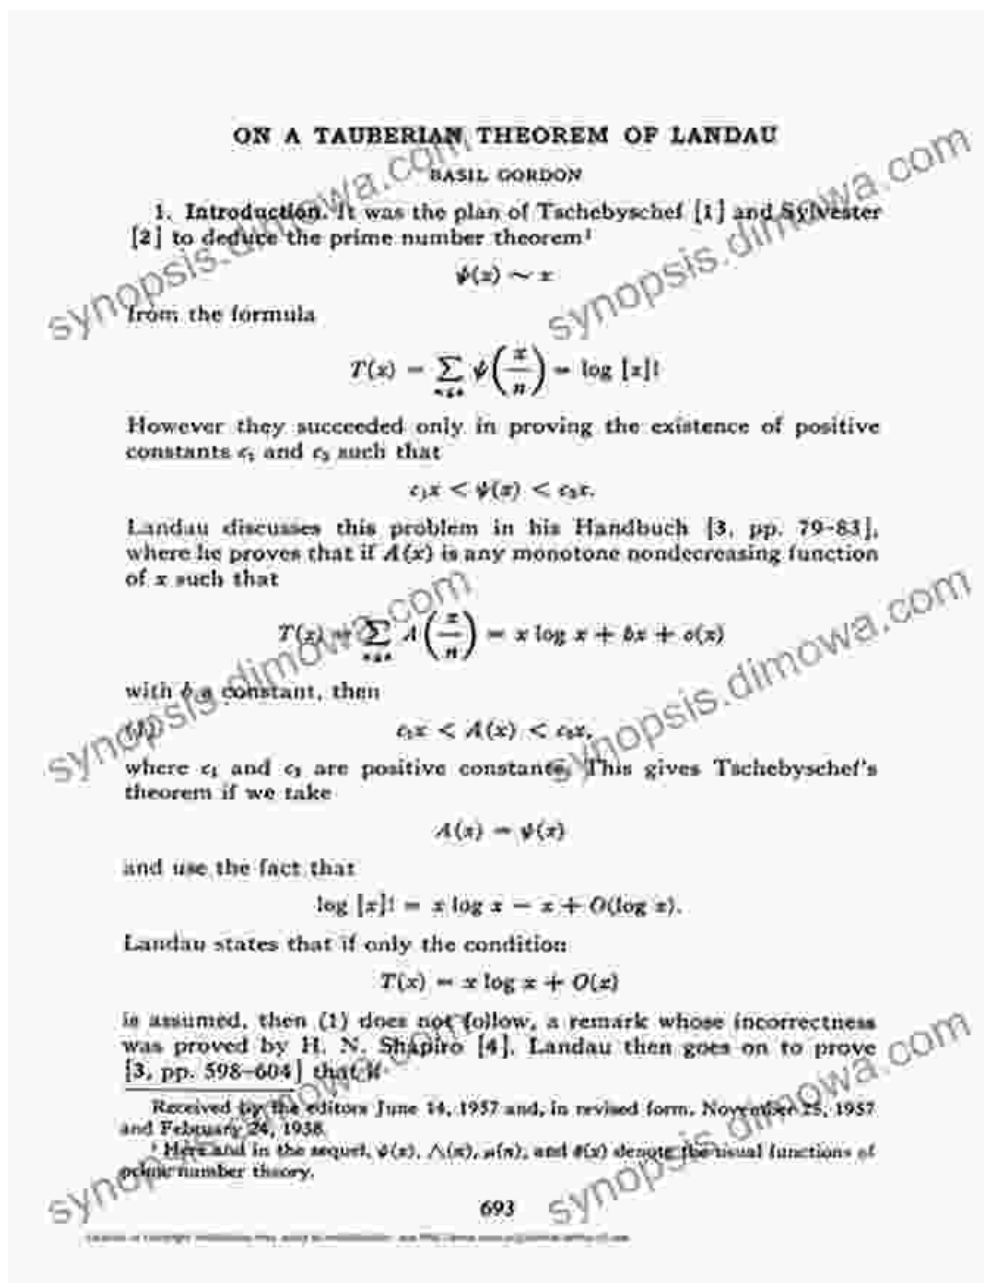 ON A TAUBERIAN THEOREM OF LANDAU
BASIL GORDON
1. Introduction. It was the plan of Tschebyschef [1] and Sylvester
[2] to deduce the prime number theorem¹
ψ(x) ∼ x
from the formula
T(x) = ∑ ψ(x/n) = log [x]!
n≦x
However they succeeded only in proving the existence of positive
constants c₁ and c₂ such that
c₁x < ψ(x) < c₂x.
Landau discusses this problem in his Handbuch [3, pp. 79-83],
where he proves that if A(x) is any monotone nondecreasing function
of x such that
T(x) = ∑ A(x/n) = x log x + bx + o(x)
n≦x
with b a constant, then
(1) c₁x < A(x) < c₂x,
where c₁ and c₂ are positive constants. This gives Tschebyschef's
theorem if we take
A(x) = ψ(x)
and use the fact that
log [x]! = x log x − x + O(log x).
Landau states that if only the condition
T(x) = x log x + O(x)
is assumed, then (1) does not follow, a remark whose incorrectness
was proved by H. N. Shapiro [4]. Landau then goes on to prove
[3, pp. 598-604] that if
Received by the editors June 14, 1957 and, in revised form, November 25, 1957
and February 24, 1958.
¹ Here and in the sequel, ψ(x), Λ(n), μ(n), and θ(x) denote the usual functions of
prime number theory.
693
synopsis.dimowa.com
synopsis.dimowa.com
synopsis.dimowa.com
synopsis.dimowa.com
synopsis.dimowa.com
synopsis.dimowa.com